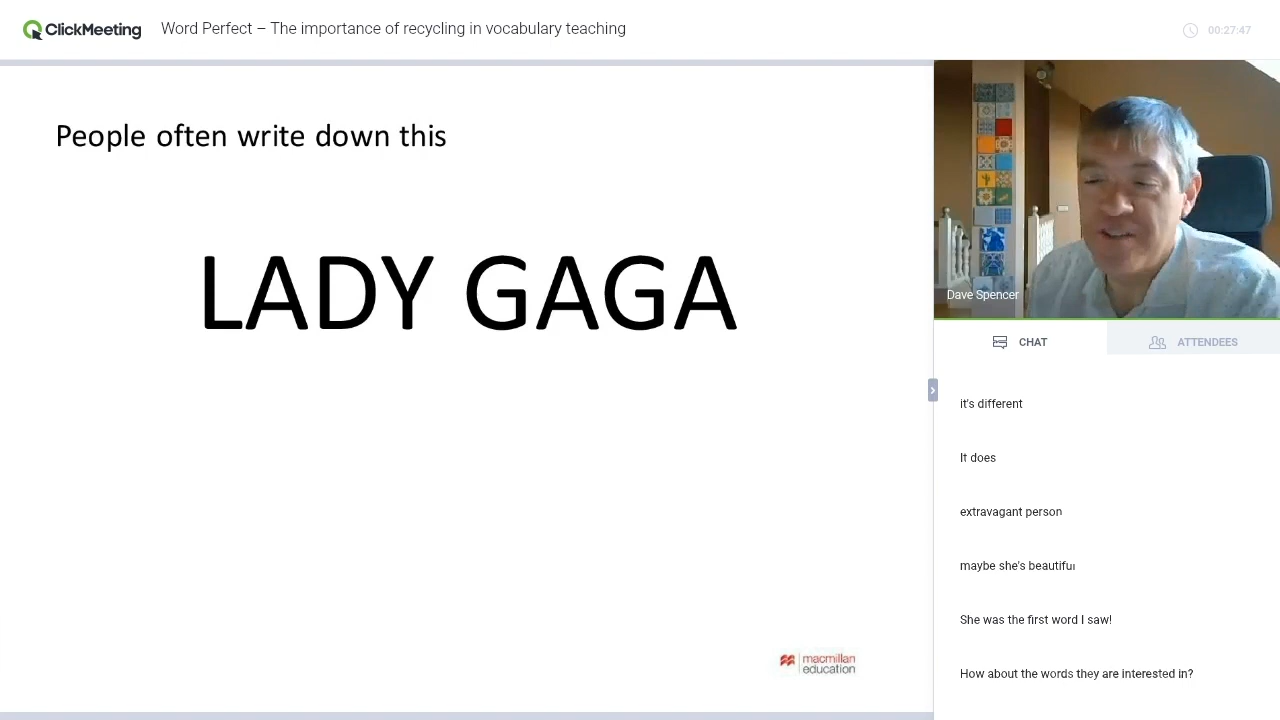 ClickMeeting
Word Perfect – The importance of recycling in vocabulary teaching
00:27:47
People often write down this
LADY GAGA
macmillan
education
Dave Spencer
CHAT
ATTENDEES
it's different
It does
extravagant person
maybe she's beautiful
She was the first word I saw!
How about the words they are interested in?